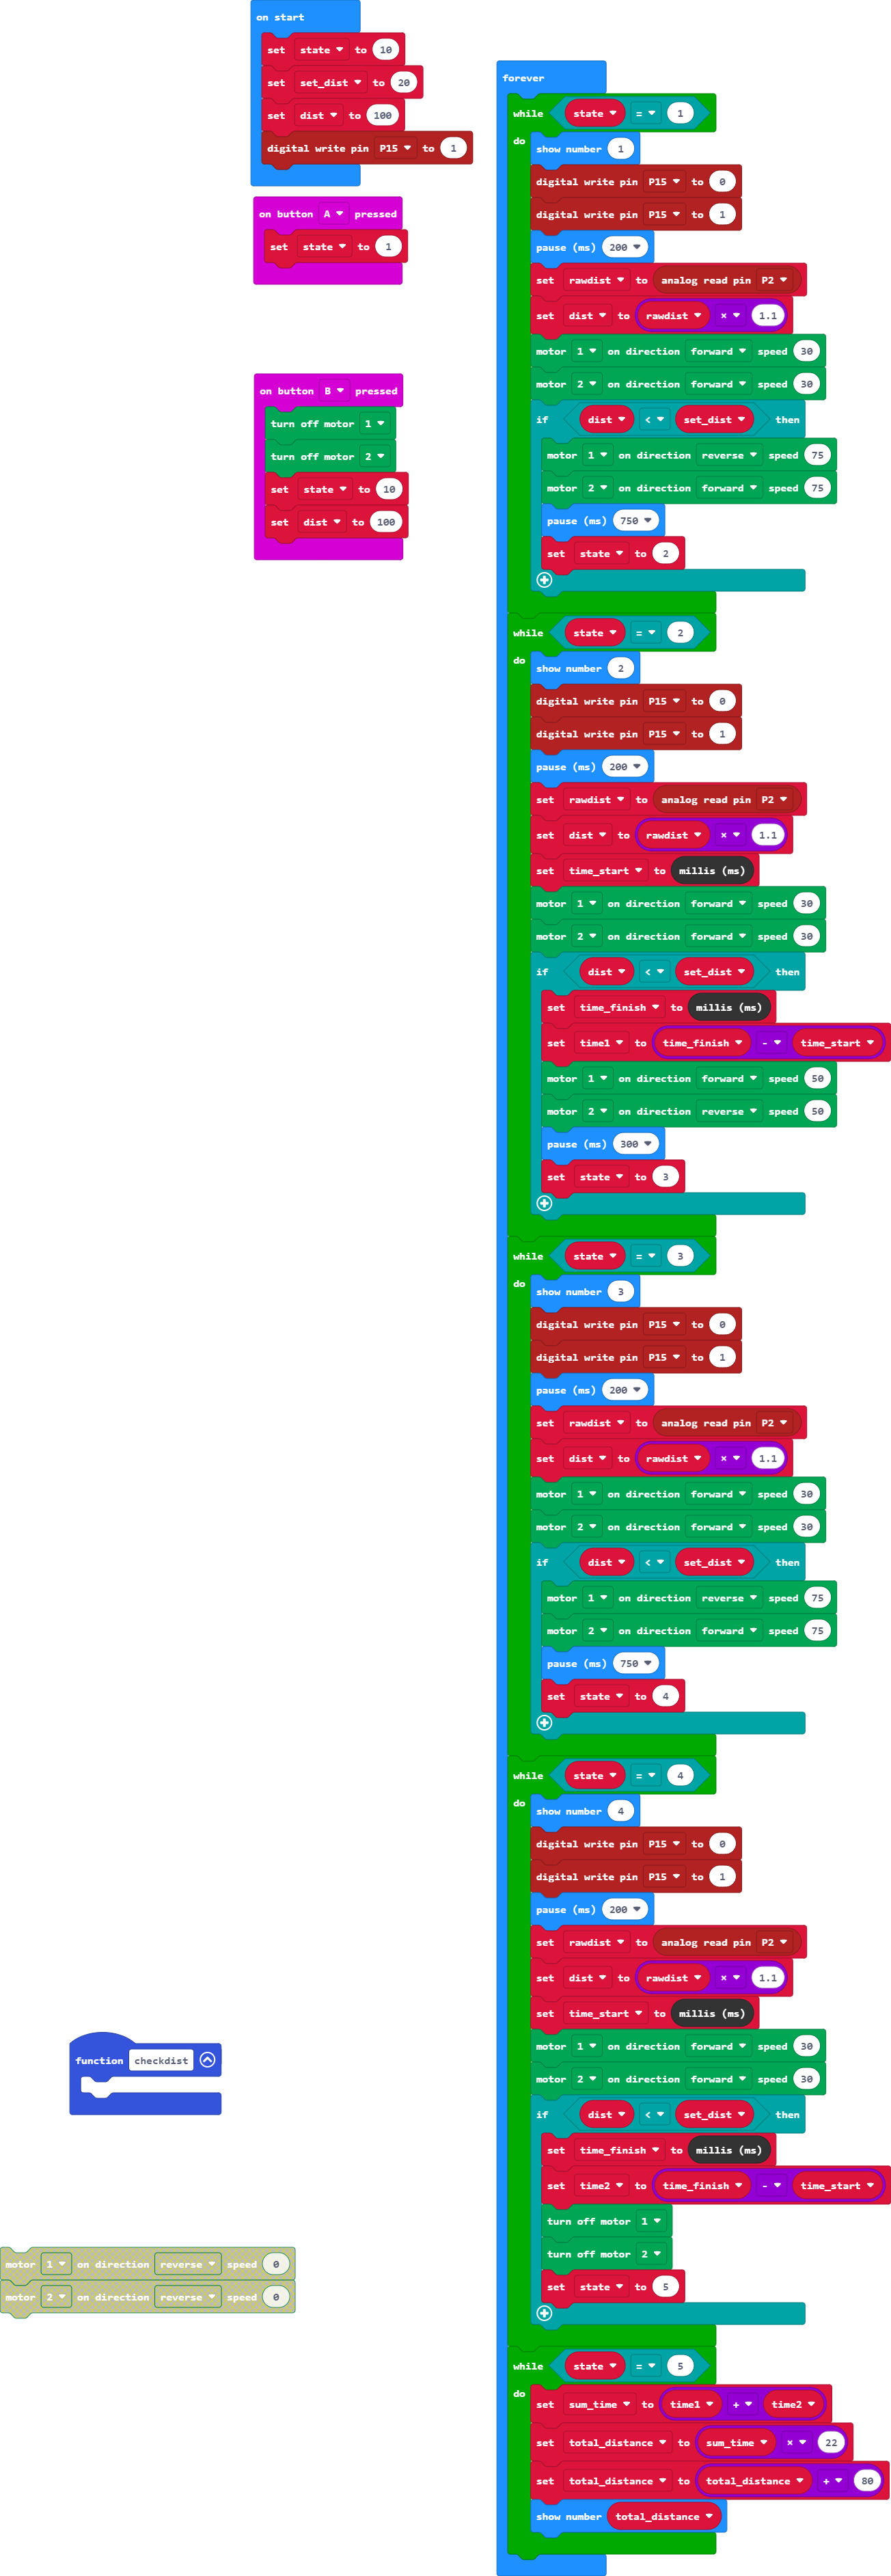 on start
set state to 10
set set_dist to 20
set dist to 100
digital write pin P15 to 1
on button A pressed
set state to 1
on button B pressed
turn off motor 1
turn off motor 2
set state to 10
set dist to 100
forever
while state = 1
do
show number 1
digital write pin P15 to 0
digital write pin P15 to 1
pause (ms) 200
set rawdist to analog read pin P2
set dist to rawdist × 1.1
motor 1 on direction forward speed 30
motor 2 on direction forward speed 30
if dist < set_dist then
motor 1 on direction reverse speed 75
motor 2 on direction forward speed 75
pause (ms) 750
set state to 2
while state = 2
do
show number 2
digital write pin P15 to 0
digital write pin P15 to 1
pause (ms) 200
set rawdist to analog read pin P2
set dist to rawdist × 1.1
set time_start to millis (ms)
motor 1 on direction forward speed 30
motor 2 on direction forward speed 30
if dist < set_dist then
set time_finish to millis (ms)
set time1 to time_finish - time_start
motor 1 on direction forward speed 50
motor 2 on direction reverse speed 50
pause (ms) 300
set state to 3
while state = 3
do
show number 3
digital write pin P15 to 0
digital write pin P15 to 1
pause (ms) 200
set rawdist to analog read pin P2
set dist to rawdist × 1.1
motor 1 on direction forward speed 30
motor 2 on direction forward speed 30
if dist < set_dist then
motor 1 on direction reverse speed 75
motor 2 on direction forward speed 75
pause (ms) 750
set state to 4
while state = 4
do
show number 4
digital write pin P15 to 0
digital write pin P15 to 1
pause (ms) 200
set rawdist to analog read pin P2
set dist to rawdist × 1.1
set time_start to millis (ms)
motor 1 on direction forward speed 30
motor 2 on direction forward speed 30
if dist < set_dist then
set time_finish to millis (ms)
set time2 to time_finish - time_start
turn off motor 1
turn off motor 2
set state to 5
while state = 5
do
set sum_time to time1 + time2
set total_distance to sum_time × 22
set total_distance to total_distance + 80
show number total_distance
function checkdist
motor 1 on direction reverse speed 0
motor 2 on direction reverse speed 0